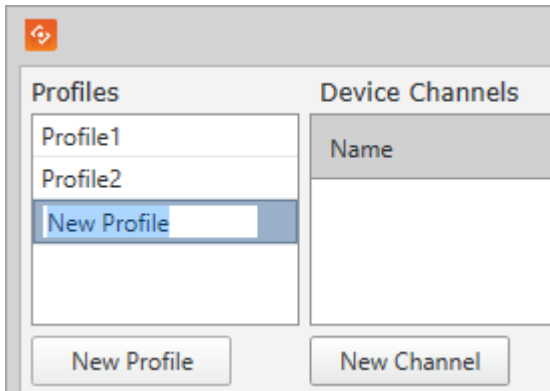 Profiles
Device Channels
Profile1
Profile2
New Profile
Name
New Profile
New Channel